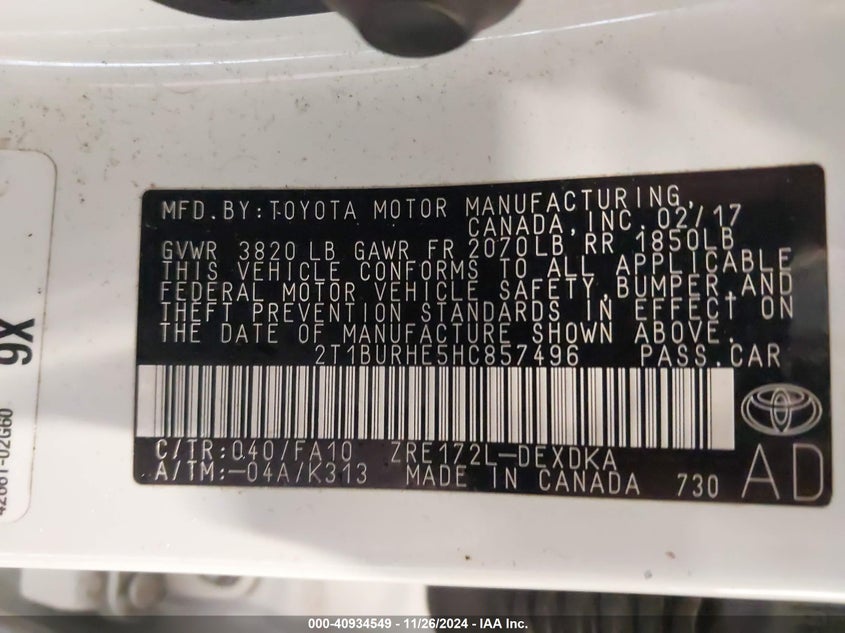 MFD.BY:TOYOTA MOTOR MANUFACTURING,
CANADA,INC. 02/17
GVWR 3820 LB GAWR FR 2070LB RR 1850LB
THIS VEHICLE CONFORMS TO ALL APPLICABLE
FEDERAL MOTOR VEHICLE SAFETY,BUMPER,AND
THEFT PREVENTION STANDARDS IN EFFECT ON
THE DATE OF MANUFACTURE SHOWN ABOVE.
2T1BURHE5HC857496 PASS.CAR
C/TR:040/FA10 ZRE172L-DEXDKA
A/TM:-04A/K313 MADE IN CANADA 730 AD
9X
42661-02G60
000-40934549 - 11/26/2024 - IAA Inc.